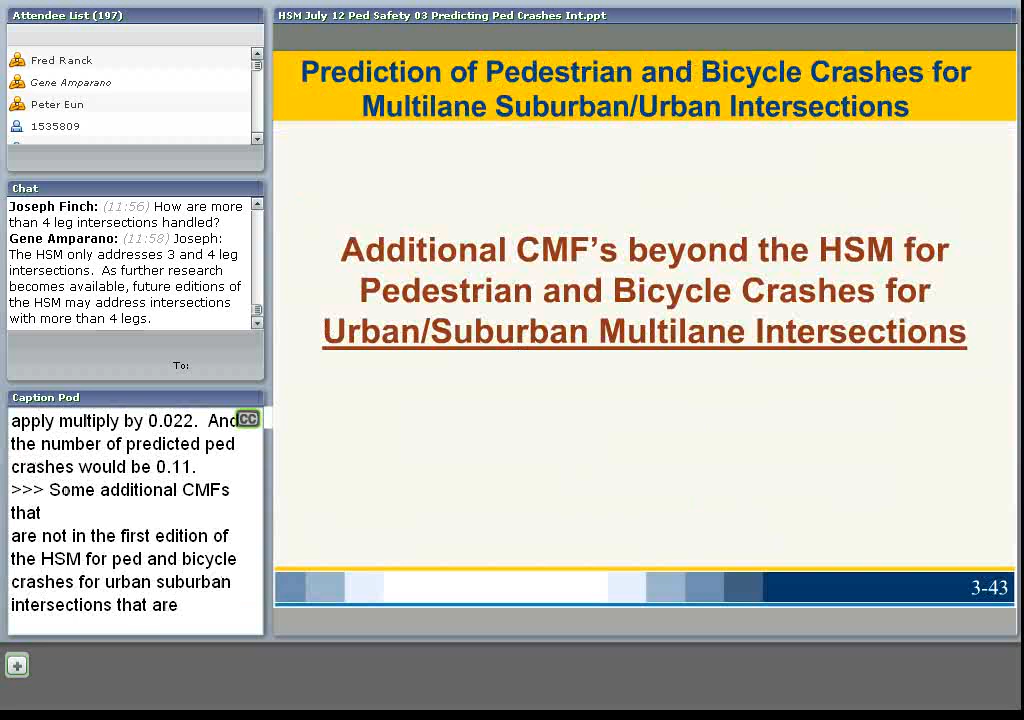 Attendee List (197)
Fred Ranck
Gene Amparano
Peter Eun
1535809
Chat
Joseph Finch: (11:56) How are more
than 4 leg intersections handled?
Gene Amparano: (11:58) Joseph:
The HSM only addresses 3 and 4 leg
intersections. As further research
becomes available, future editions of
the HSM may address intersections
with more than 4 legs.
To:
Caption Pod
apply multiply by 0.022. And
CC
the number of predicted ped
crashes would be 0.11.
>>> Some additional CMFs
that
are not in the first edition of
the HSM for ped and bicycle
crashes for urban suburban
intersections that are
HSM July 12 Ped Safety 03 Predicting Ped Crashes Int.ppt
Prediction of Pedestrian and Bicycle Crashes for
Multilane Suburban/Urban Intersections
Additional CMF’s beyond the HSM for
Pedestrian and Bicycle Crashes for
Urban/Suburban Multilane Intersections
3-43